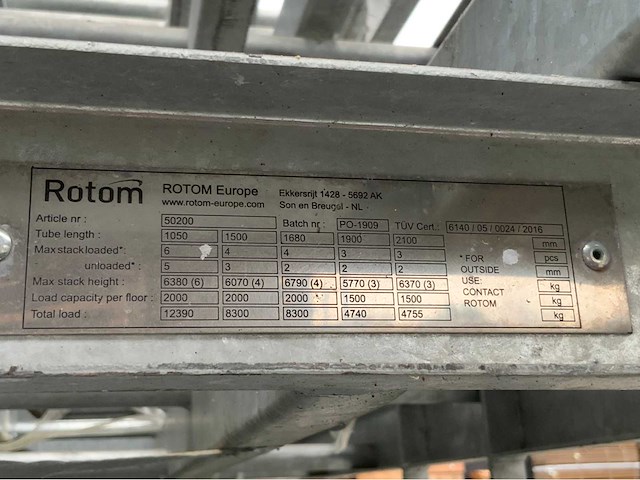 Rotom
ROTOM Europe Ekkersrijt 1428 - 5692 AK
www.rotom-europe.com Son en Breugel - NL
Article nr : 50200 Batch nr : PO-1909 TÜV Cert.: 6140 / 05 / 0024 / 2016
Tube length : 1050 1500 1680 1900 2100 mm
Max stack loaded*: 6 4 4 3 3 pcs
unloaded*: 5 3 2 2 2 mm
Max stack height : 6380 (6) 6070 (4) 6790 (4) 5770 (3) 6370 (3) kg
Load capacity per floor : 2000 2000 2000 1500 1500 kg
Total load : 12390 8300 8300 4740 4755
* FOR
OUTSIDE
USE:
CONTACT
ROTOM